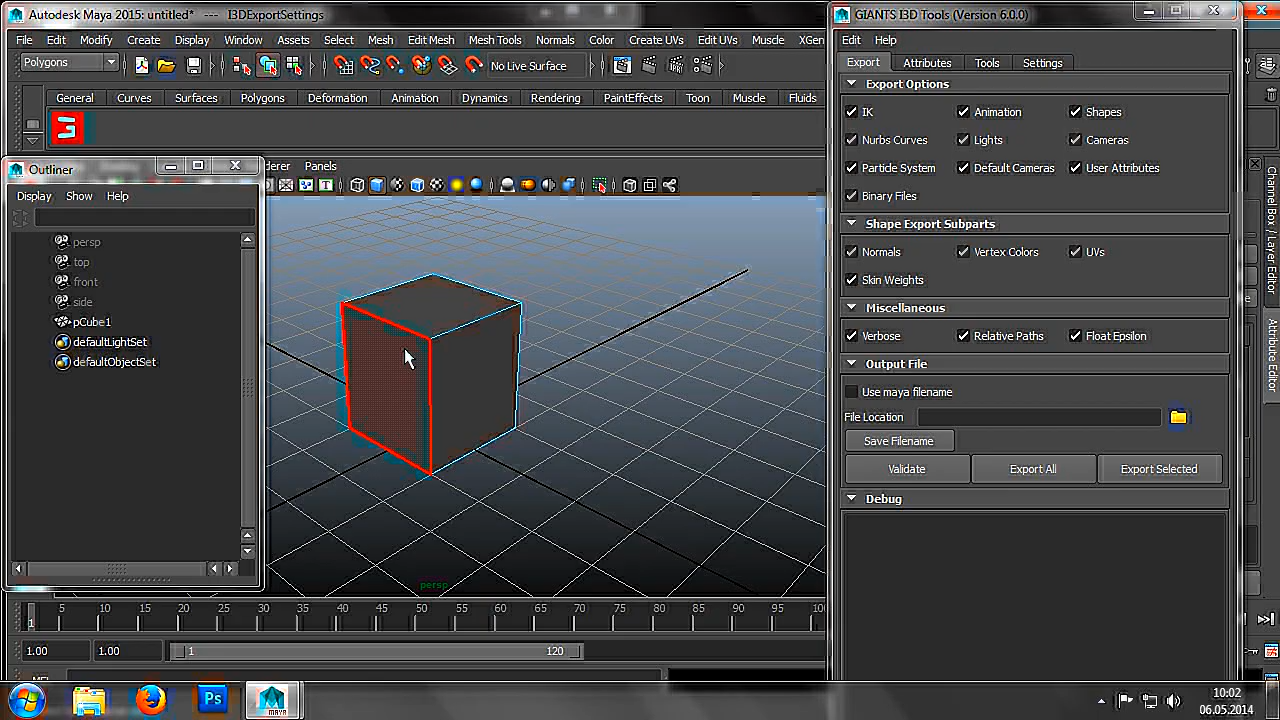 Autodesk Maya 2015: untitled* --- I3DExportSettings
File Edit Modify Create Display Window Assets Select Mesh Edit Mesh Mesh Tools Normals Color Create UVs Edit UVs Muscle XGen
Polygons
No Live Surface
General Curves Surfaces Polygons Deformation Animation Dynamics Rendering PaintEffects Toon Muscle Fluids
Outliner
Panels
Display Show Help
persp
top
front
side
pCube1
defaultLightSet
defaultObjectSet
persp
5 10 15 20 25 30 35 40 45 50 55 60 65 70 75 80 85 90 95
1
1.00 1.00 1 120
GIANTS I3D Tools (Version 6.0.0)
Edit Help
Export Attributes Tools Settings
Export Options
IK Animation Shapes
Nurbs Curves Lights Cameras
Particle System Default Cameras User Attributes
Binary Files
Shape Export Subparts
Normals Vertex Colors UVs
Skin Weights
Miscellaneous
Verbose Relative Paths Float Epsilon
Output File
Use maya filename
File Location
Save Filename
Validate Export All Export Selected
Debug
Channel Box / Layer Editor
Attribute Editor
Ps
MAYA
10:02
06.05.2014